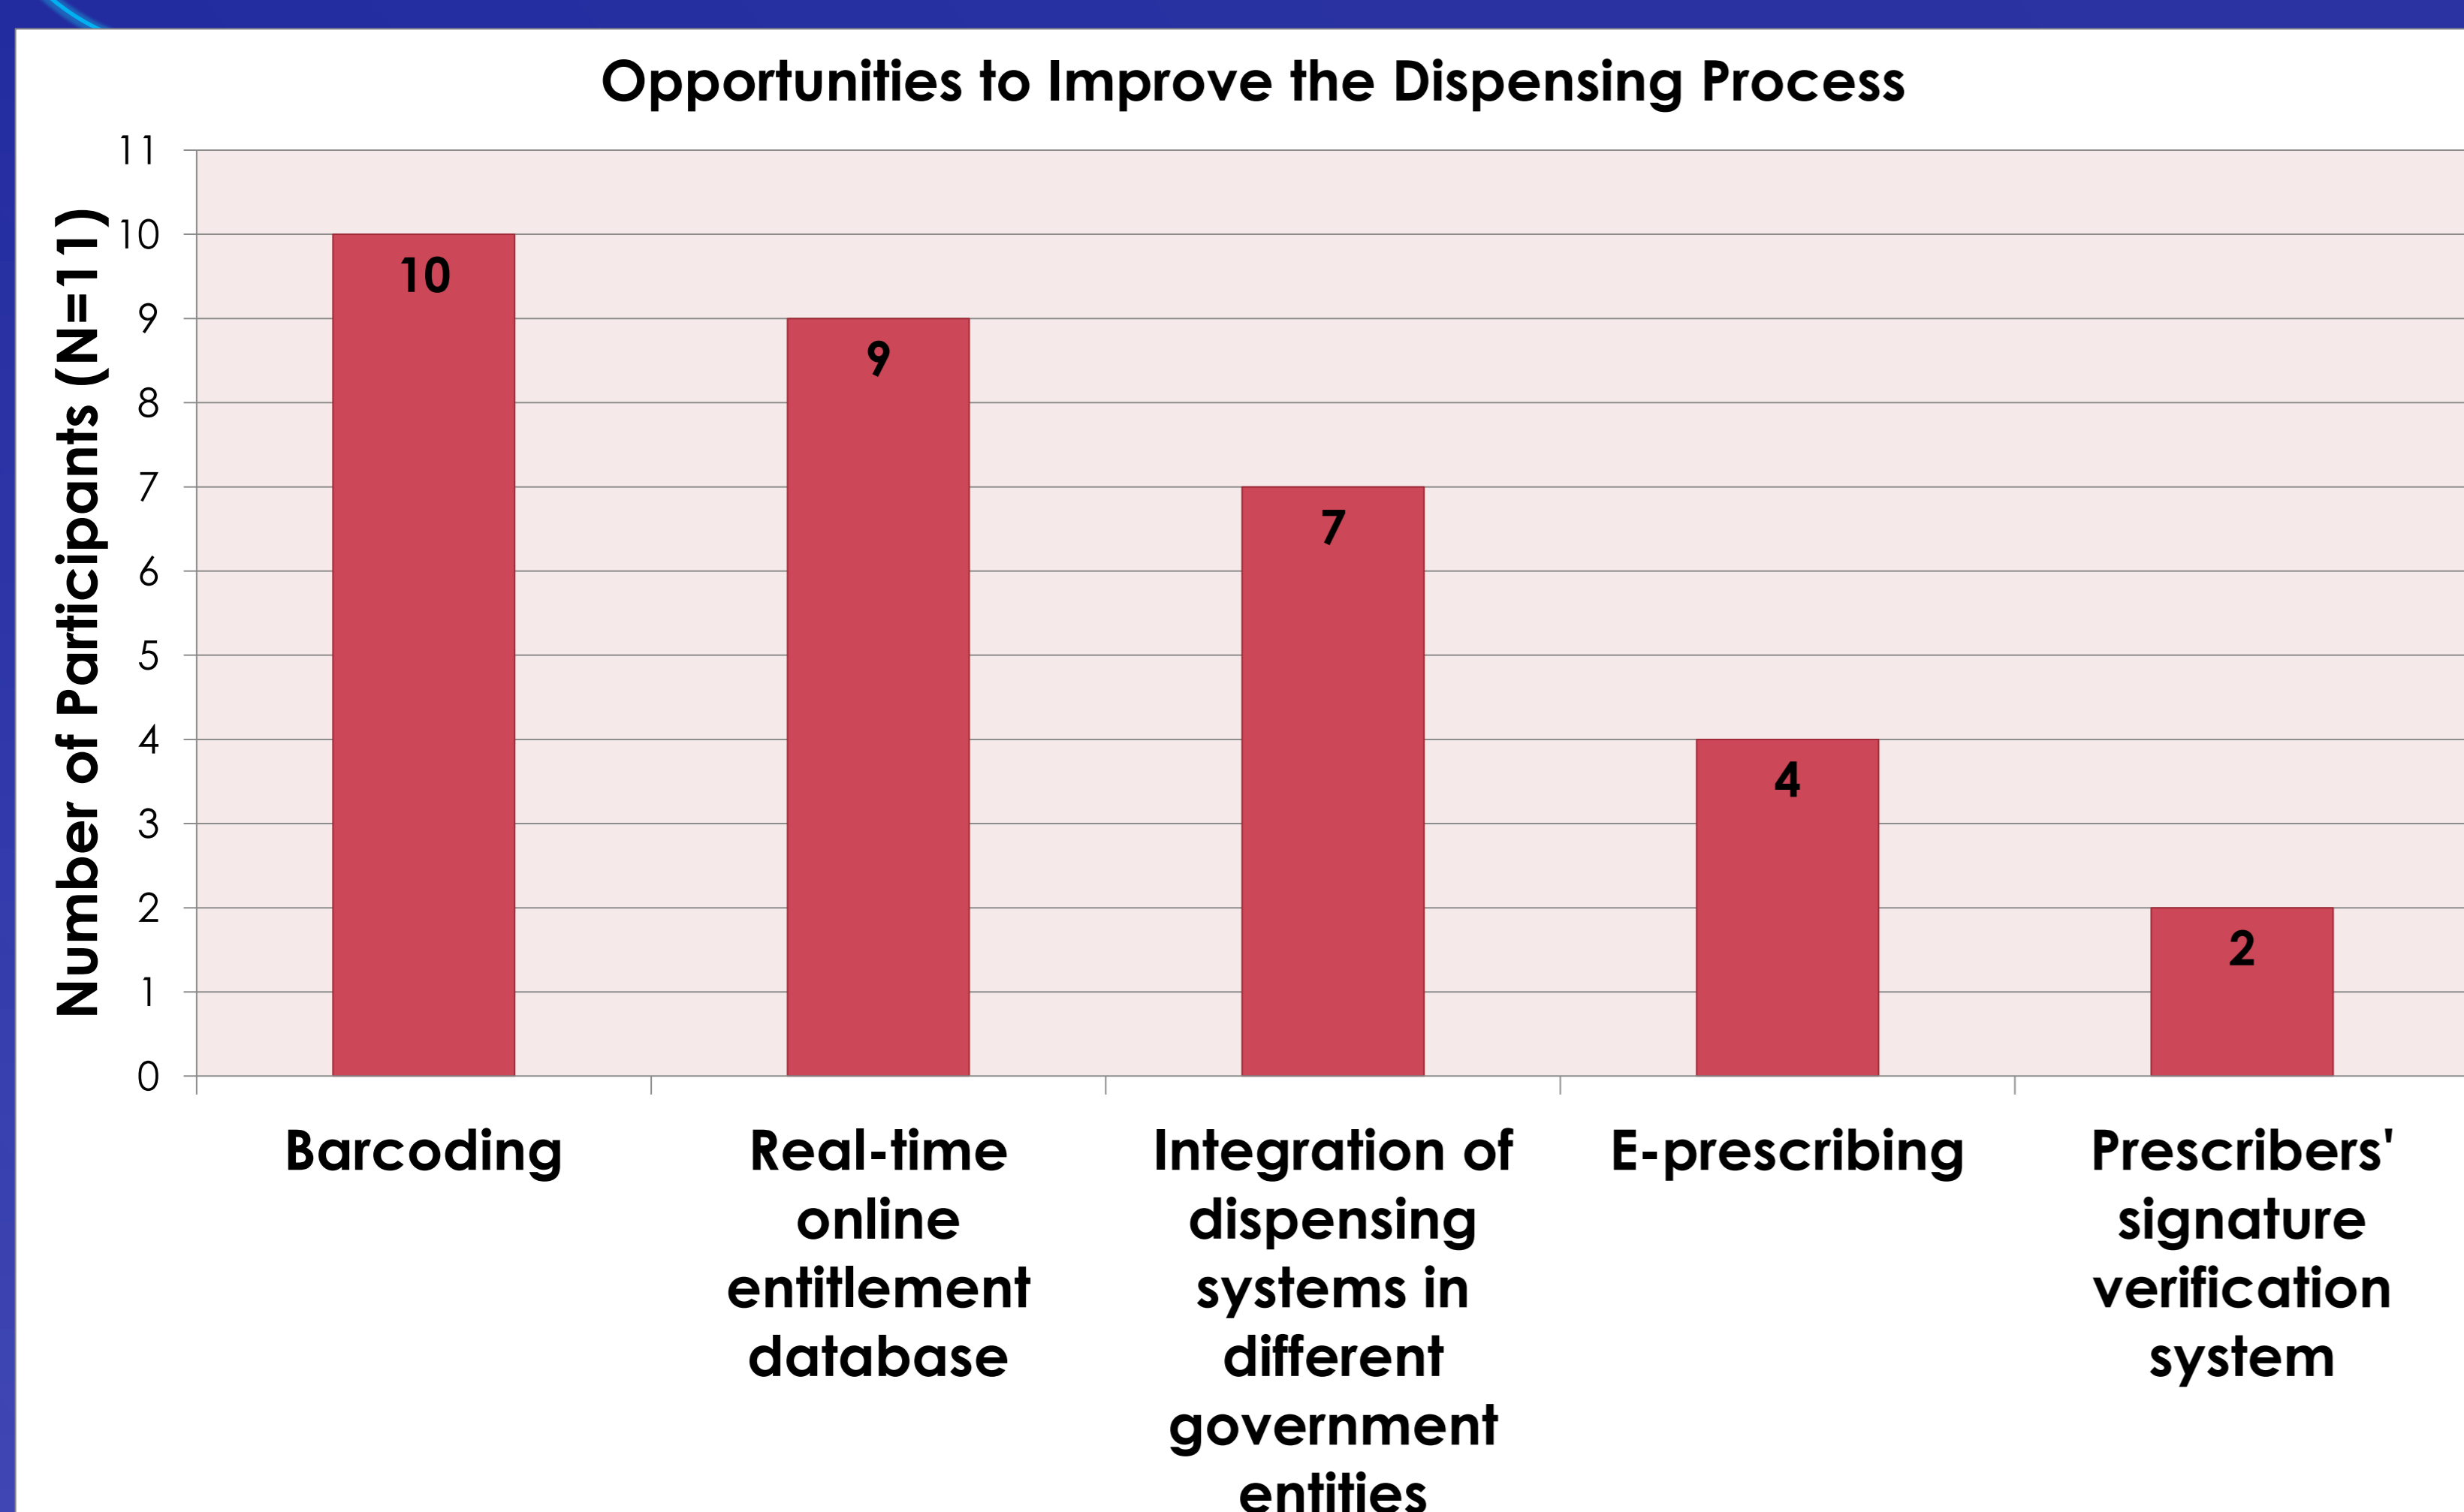 Opportunities to Improve the Dispensing Process
Number of Participants (N=11)
11
10
9
8
7
6
5
4
3
2
1
0
10
9
7
4
2
Barcoding
Real-time
online
entitlement
database
Integration of
dispensing
systems in
different
government
entities
E-prescribing
Prescribers'
signature
verification
system